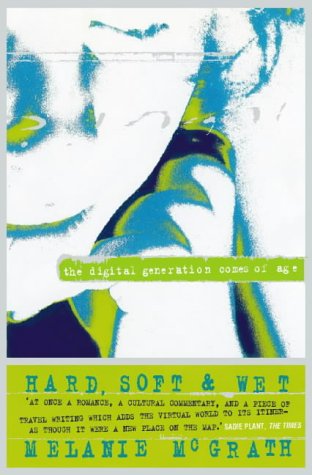 the digital generation comes of age
HARD, SOFT & WET
'AT ONCE A ROMANCE, A CULTURAL COMMENTARY, AND A PIECE OF
TRAVEL WRITING WHICH ADDS THE VIRTUAL WORLD TO ITS ITINER-
AS THOUGH IT WERE A NEW PLACE ON THE MAP.' SADIE PLANT, THE TIMES
MELANIE McGRATH